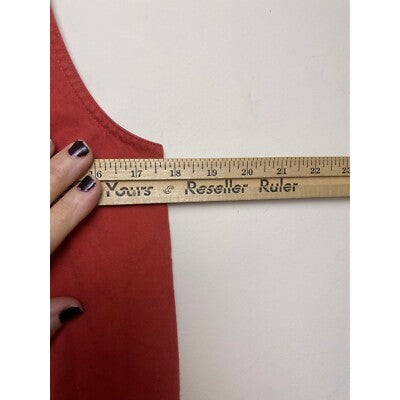 16 17 18 19 20 21 22 23
Yours & Reseller Ruler